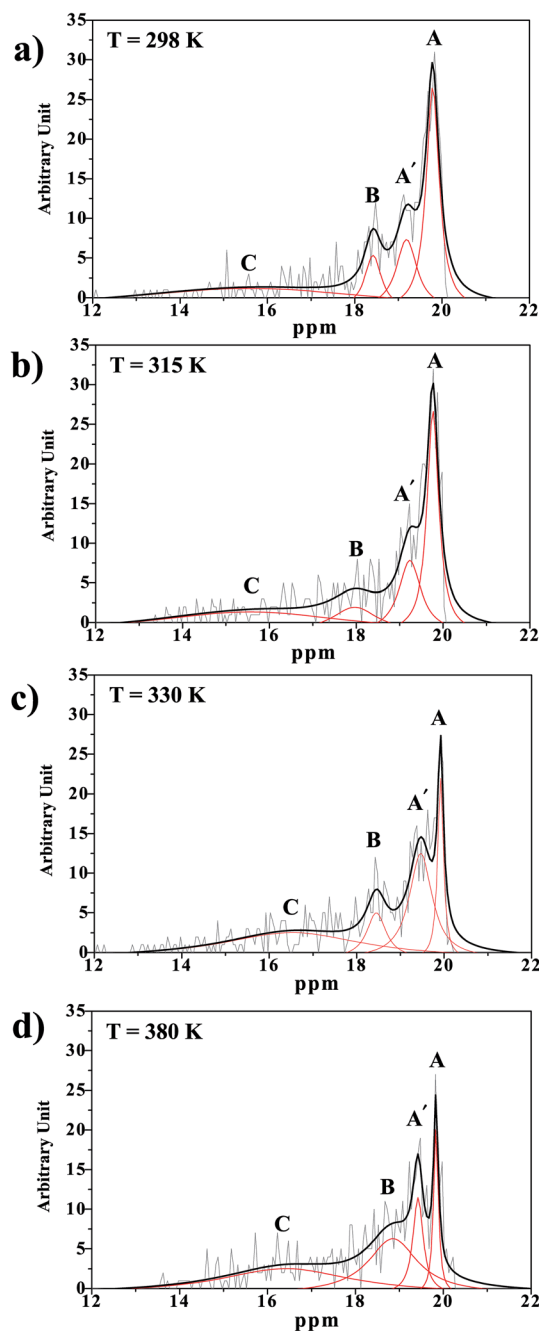 a)
T = 298 K
A
A′
B
C
Arbitrary Unit
35
30
25
20
15
10
5
0
12 14 16 18 20 22
ppm
b)
T = 315 K
A
A′
B
C
Arbitrary Unit
35
30
25
20
15
10
5
0
12 14 16 18 20 22
ppm
c)
T = 330 K
A
A′
B
C
Arbitrary Unit
35
30
25
20
15
10
5
0
12 14 16 18 20 22
ppm
d)
T = 380 K
A
A′
B
C
Arbitrary Unit
35
30
25
20
15
10
5
0
12 14 16 18 20 22
ppm